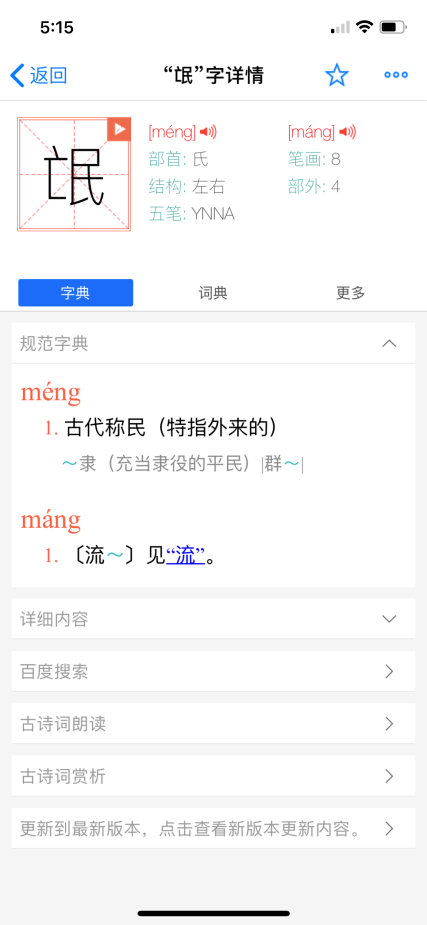 5:15
返回
“氓”字详情
氓
[méng]
[máng]
部首: 氏
笔画: 8
结构: 左右
部外: 4
五笔: YNNA
字典
词典
更多
规范字典
méng
1. 古代称民（特指外来的）
～隶（充当隶役的平民）|群～|
máng
1. 〔流～〕见“流”。
详细内容
百度搜索
古诗词朗读
古诗词赏析
更新到最新版本，点击查看新版本更新内容。